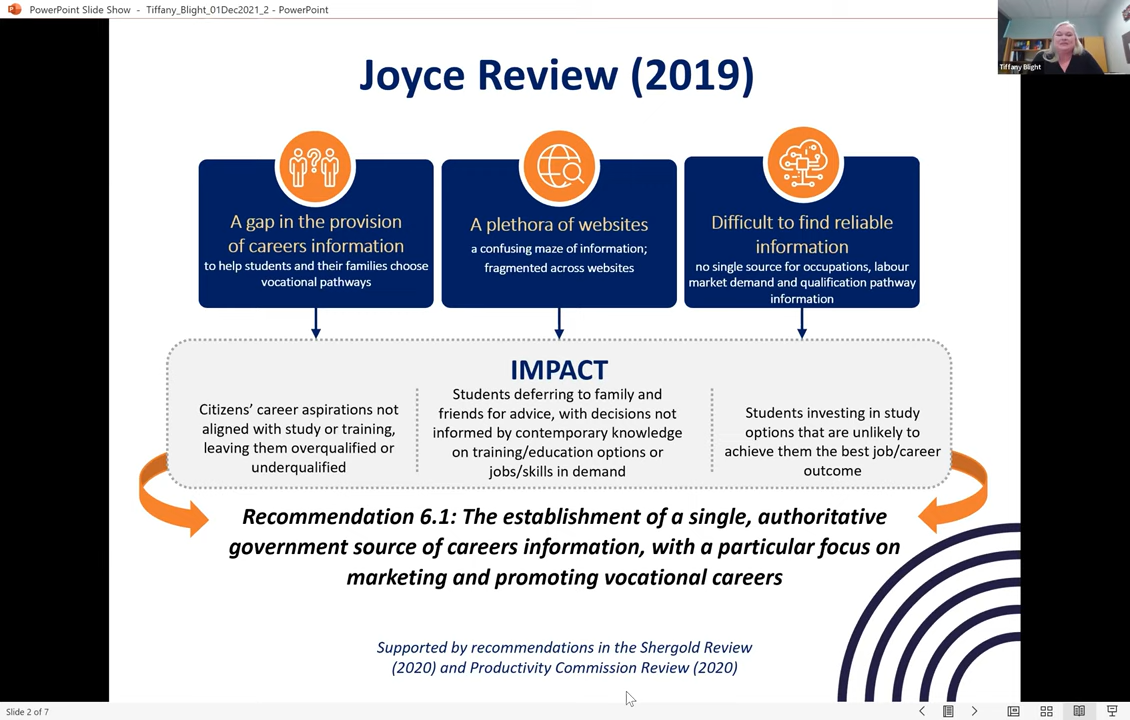 PowerPoint Slide Show - Tiffany_Blight_01Dec2021_2 - PowerPoint
Tiffany Blight
Joyce Review (2019)
A gap in the provision
of careers information
to help students and their families choose
vocational pathways
A plethora of websites
a confusing maze of information;
fragmented across websites
Difficult to find reliable
information
no single source for occupations, labour
market demand and qualification pathway
information
IMPACT
Citizens’ career aspirations not
aligned with study or training,
leaving them overqualified or
underqualified
Students deferring to family and
friends for advice, with decisions not
informed by contemporary knowledge
on training/education options or
jobs/skills in demand
Students investing in study
options that are unlikely to
achieve them the best job/career
outcome
Recommendation 6.1: The establishment of a single, authoritative
government source of careers information, with a particular focus on
marketing and promoting vocational careers
Supported by recommendations in the Shergold Review
(2020) and Productivity Commission Review (2020)
Slide 2 of 7